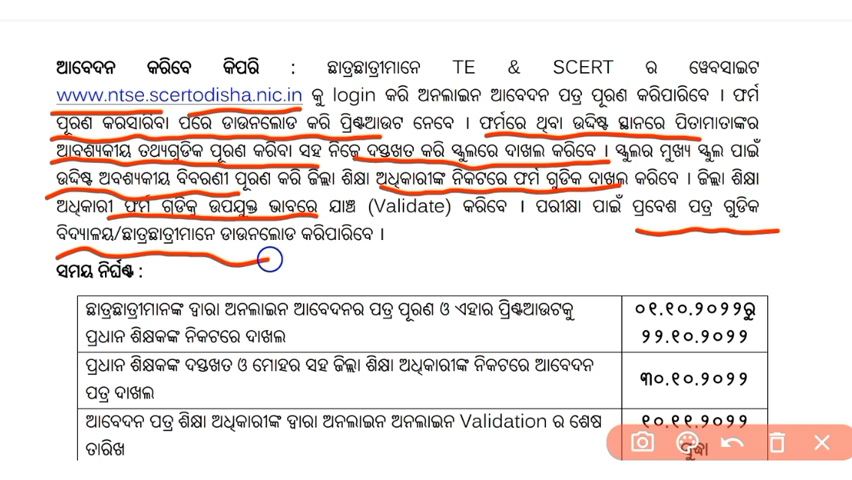 ଆବେଦନ କରିବେ କିପରି : ଛାତ୍ରଛାତ୍ରୀମାନେ TE & SCERT ର ୱେବସାଇଟ
www.ntse.scertodisha.nic.in କୁ login କରି ଅନଲାଇନ ଆବେଦନ ପତ୍ର ପୂରଣ କରିପାରିବେ । ଫର୍ମ
ପୂରଣ କରସାରିବା ପରେ ଡାଉନଲୋଡ କରି ପ୍ରିଣ୍ଟଆଉଟ ନେବେ । ଫର୍ମରେ ଥିବା ଉଦ୍ଦିଷ୍ଟ ସ୍ଥାନରେ ପିତାମାତାଙ୍କର
ଆବଶ୍ୟକୀୟ ତଥ୍ୟଗୁଡିକ ପୂରଣ କରିବା ସହ ନିଜେ ଦସ୍ତଖତ କରି ସ୍କୁଲରେ ଦାଖଲ କରିବେ । ସ୍କୁଲର ମୁଖ୍ୟ ସ୍କୁଲ ପାଇଁ
ଉଦ୍ଦିଷ୍ଟ ଅବଶ୍ୟକୀୟ ବିବରଣୀ ପୂରଣ କରି ଜିଲ୍ଲା ଶିକ୍ଷା ଅଧିକାରୀଙ୍କ ନିକଟରେ ଫର୍ମ ଗୁଡିକ ଦାଖଲ କରିବେ । ଜିଲ୍ଲା ଶିକ୍ଷା
ଅଧିକାରୀ ଫର୍ମ ଗୁଡିକୁ ଉପଯୁକ୍ତ ଭାବରେ ଯାଞ୍ଚ (Validate) କରିବେ । ପରୀକ୍ଷା ପାଇଁ ପ୍ରବେଶ ପତ୍ର ଗୁଡିକ
ବିଦ୍ୟାଳୟ/ଛାତ୍ରଛାତ୍ରୀମାନେ ଡାଉନଲୋଡ କରିପାରିବେ ।
ସମୟ ନିର୍ଘଣ୍ଟ :
ଛାତ୍ରଛାତ୍ରୀମାନଙ୍କ ଦ୍ୱାରା ଅନଲାଇନ ଆବେଦନର ପତ୍ର ପୂରଣ ଓ ଏହାର ପ୍ରିଣ୍ଟଆଉଟକୁ ୦୧.୧୦.୨୦୨୨ରୁ
ପ୍ରଧାନ ଶିକ୍ଷକଙ୍କ ନିକଟରେ ଦାଖଲ ୨୨.୧୦.୨୦୨୨
ପ୍ରଧାନ ଶିକ୍ଷକଙ୍କ ଦସ୍ତଖତ ଓ ମୋହର ସହ ଜିଲ୍ଲା ଶିକ୍ଷା ଅଧିକାରୀଙ୍କ ନିକଟରେ ଆବେଦନ ୩୦.୧୦.୨୦୨୨
ପତ୍ର ଦାଖଲ
ଆବେଦନ ପତ୍ର ଶିକ୍ଷା ଅଧିକାରୀଙ୍କ ଦ୍ୱାରା ଅନଲାଇନ ଅନଲାଇନ Validation ର ଶେଷ ୧୦.୧୧.୨୦୨୨
ତାରିଖ